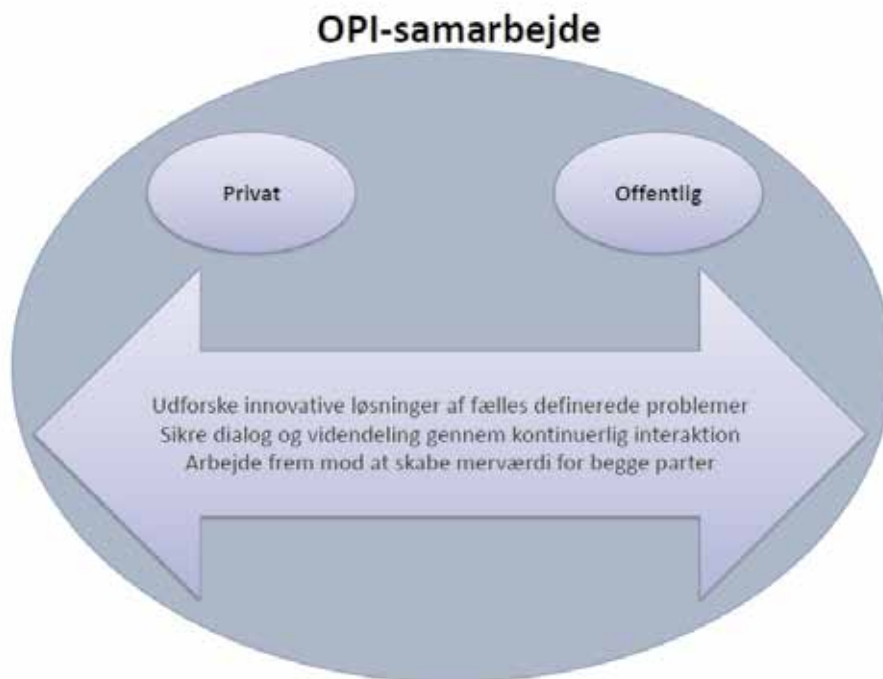 OPI-samarbejde
Privat
Offentlig
Udforske innovative løsninger af fælles definerede problemer
Sikre dialog og videndeling gennem kontinuerlig interaktion
Arbejde frem mod at skabe merværdi for begge parter